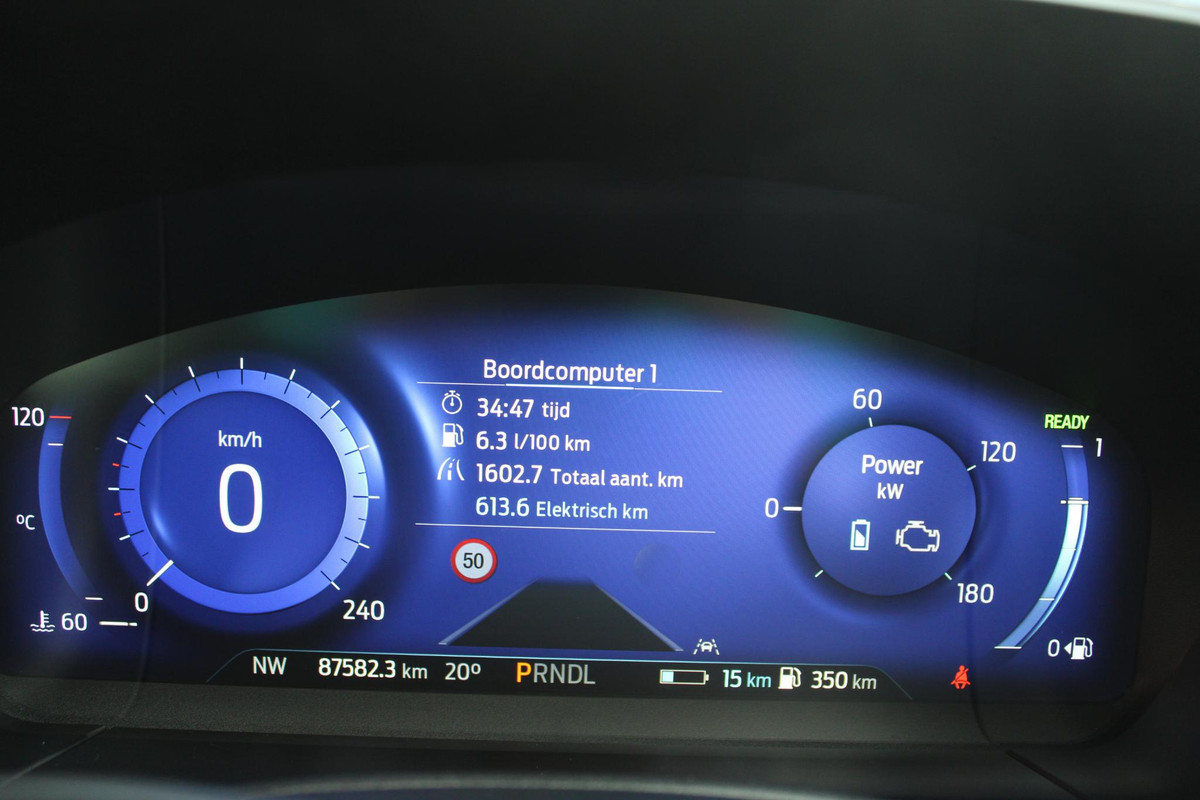 Boordcomputer 1
34:47 tijd
6.3 l/100 km
1602.7 Totaal aant. km
613.6 Elektrisch km
120
ºC
60
km/h
0
0
240
50
60
0
120
180
Power
kW
READY
1
0
NW 87582.3 km 20º PRNDL 15 km 350 km